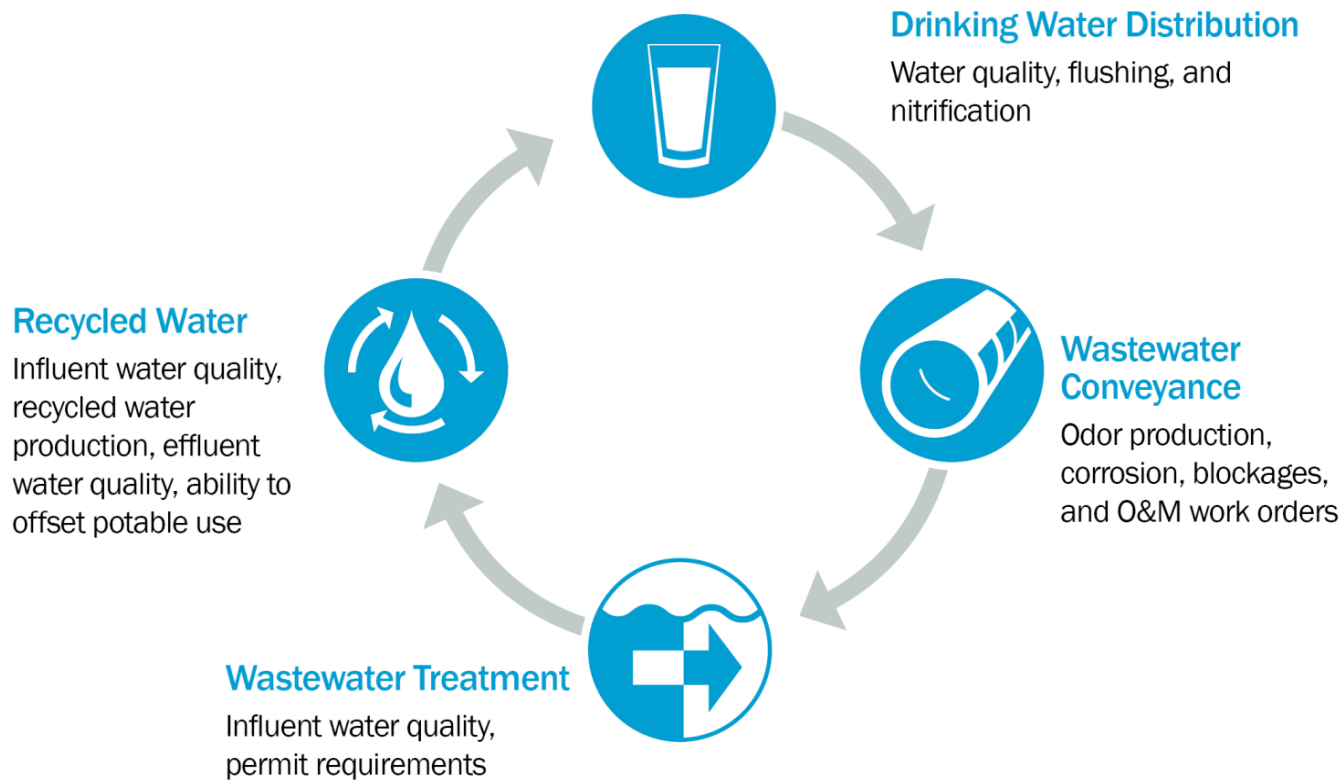 Drinking Water Distribution
Water quality, flushing, and
nitrification
Wastewater
Conveyance
Odor production,
corrosion, blockages,
and O&M work orders
Wastewater Treatment
Influent water quality,
permit requirements
Recycled Water
Influent water quality,
recycled water
production, effluent
water quality, ability to
offset potable use